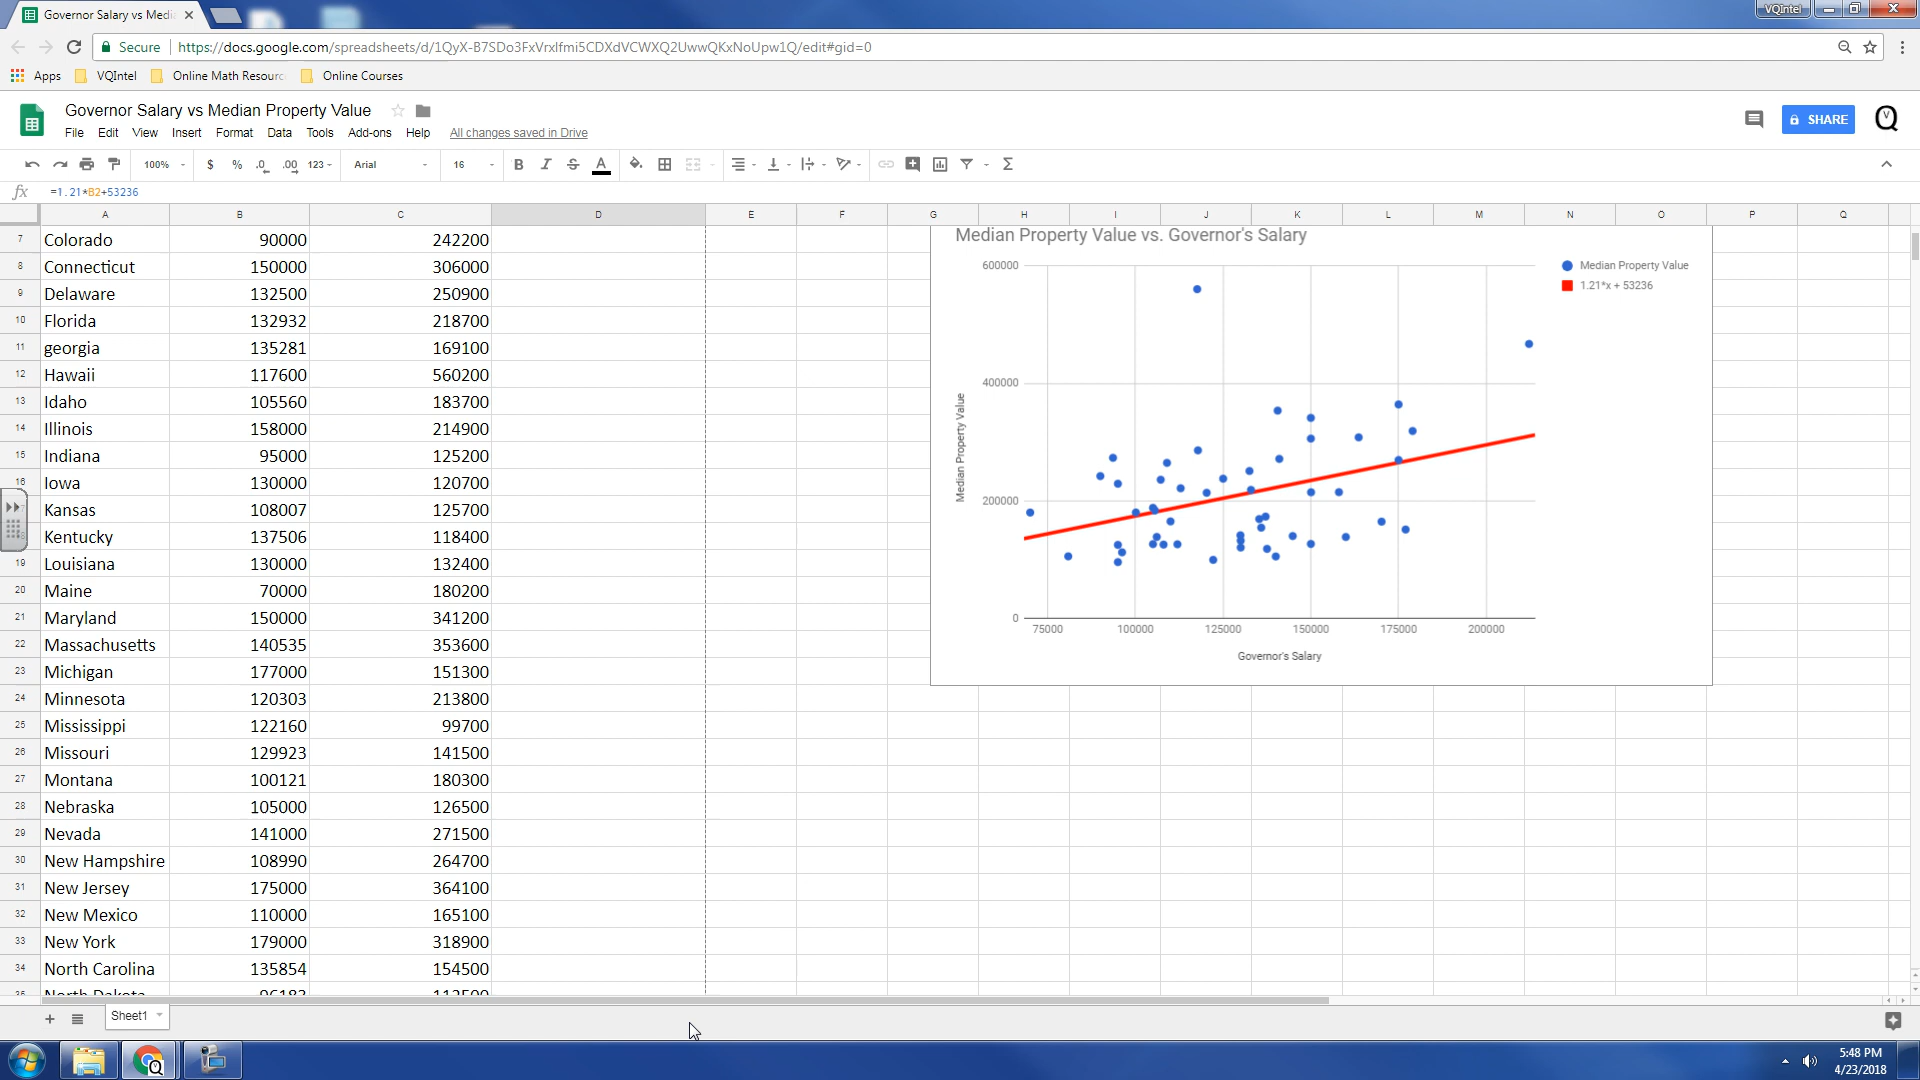 Governor Salary vs Medi
VQIntel
Secure
https://docs.google.com/spreadsheets/d/1QyX-B7SDo3FxVrxlfmi5CDXdVCWXQ2UwwQKxNoUpw1Q/edit#gid=0
Apps VQIntel Online Math Resourc Online Courses
Governor Salary vs Median Property Value
File Edit View Insert Format Data Tools Add-ons Help All changes saved in Drive
SHARE
100% $ % .0 .00 123 Arial 16 B I S A Σ
fx =1.21*B2+53236
A B C D E F G H I J K L M N O P Q
7 Colorado 90000 242200
8 Connecticut 150000 306000
9 Delaware 132500 250900
10 Florida 132932 218700
11 georgia 135281 169100
12 Hawaii 117600 560200
13 Idaho 105560 183700
14 Illinois 158000 214900
15 Indiana 95000 125200
16 Iowa 130000 120700
Kansas 108007 125700
Kentucky 137506 118400
19 Louisiana 130000 132400
20 Maine 70000 180200
21 Maryland 150000 341200
22 Massachusetts 140535 353600
23 Michigan 177000 151300
24 Minnesota 120303 213800
25 Mississippi 122160 99700
26 Missouri 129923 141500
27 Montana 100121 180300
28 Nebraska 105000 126500
29 Nevada 141000 271500
30 New Hampshire 108990 264700
31 New Jersey 175000 364100
32 New Mexico 110000 165100
33 New York 179000 318900
34 North Carolina 135854 154500
35 North Dakota 96183 112500
Median Property Value vs. Governor's Salary
Median Property Value
1.21*x + 53236
600000
400000
200000
0
Median Property Value
75000 100000 125000 150000 175000 200000
Governor's Salary
Sheet1
5:48 PM
4/23/2018